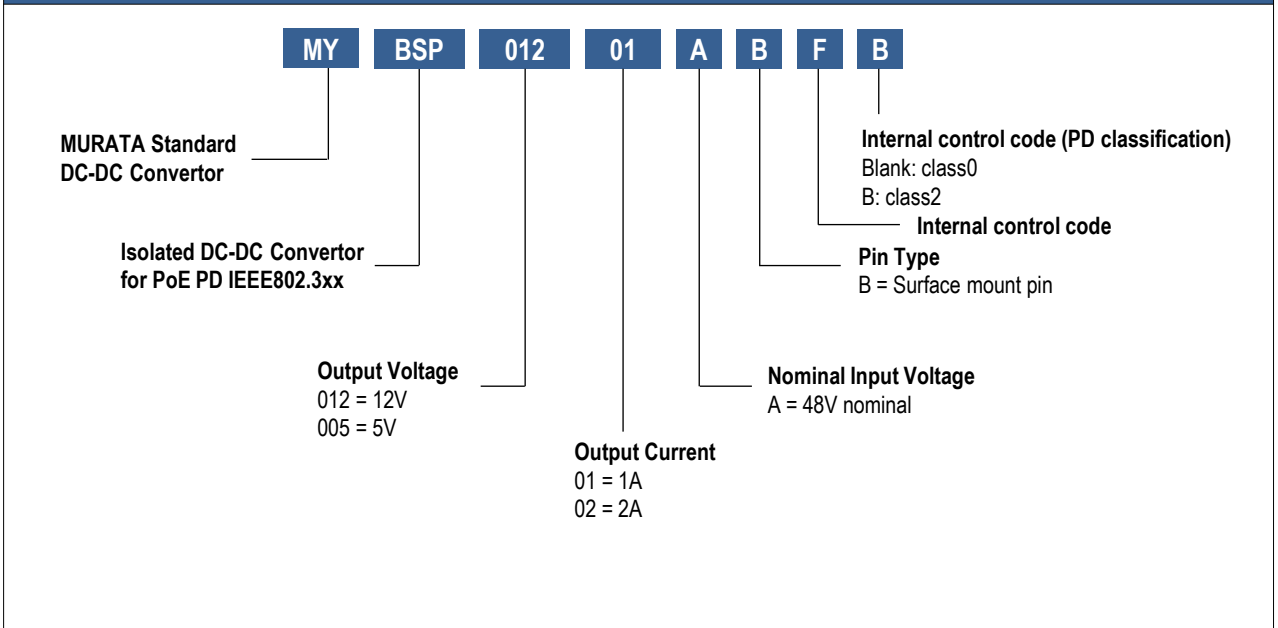 MY BSP 012 01 A B F B
MURATA Standard
DC-DC Convertor
Internal control code (PD classification)
Blank: class0
B: class2
Internal control code
Isolated DC-DC Convertor
for PoE PD IEEE802.3xx
Pin Type
B = Surface mount pin
Output Voltage
012 = 12V
005 = 5V
Nominal Input Voltage
A = 48V nominal
Output Current
01 = 1A
02 = 2A